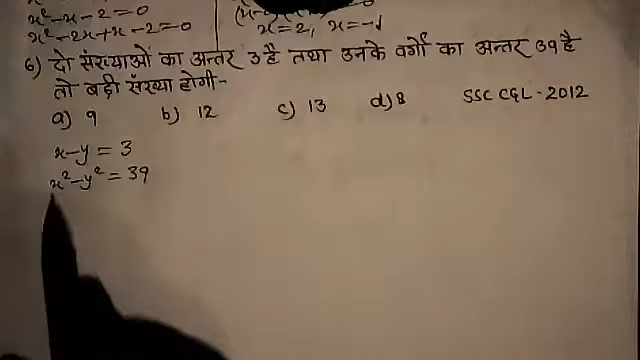 x²-x-2=0
x²-2x+x-2=0
x=2, x=-1
6) दो संख्याओं का अन्तर 3 है तथा उनके वर्गों का अन्तर 39 है
तो बड़ी संख्या होगी-
a) 9 b) 12 c) 13 d) 8 SSC CGL-2012
x-y = 3
x²-y² = 39